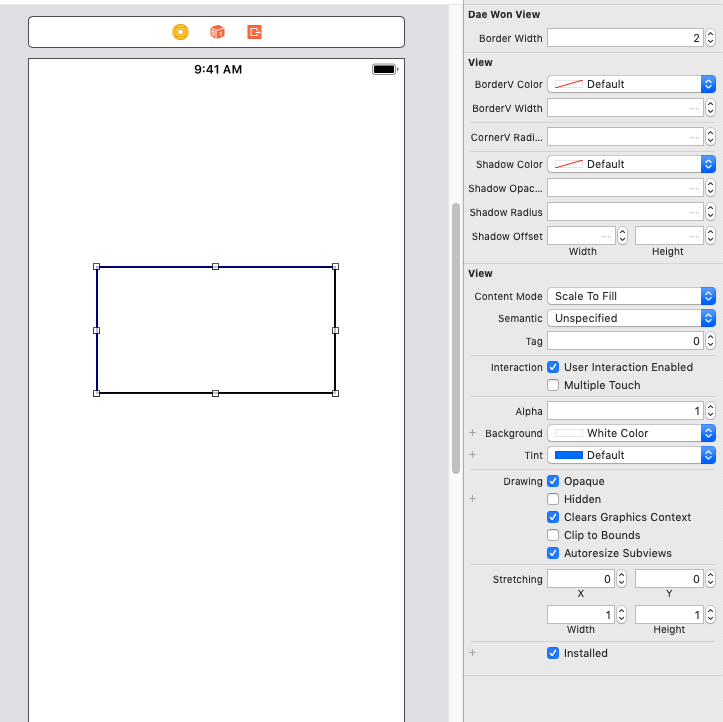 9:41 AM
Dae Won View
Border Width 2
View
BorderV Color Default
BorderV Width --
CornerV Radi... --
Shadow Color Default
Shadow Opac... --
Shadow Radius --
Shadow Offset -- --
Width Height
View
Content Mode Scale To Fill
Semantic Unspecified
Tag 0
Interaction User Interaction Enabled
Multiple Touch
Alpha 1
+ Background White Color
+ Tint Default
Drawing Opaque
+ Hidden
Clears Graphics Context
Clip to Bounds
Autoresize Subviews
Stretching 0 0
X Y
1 1
Width Height
+ Installed